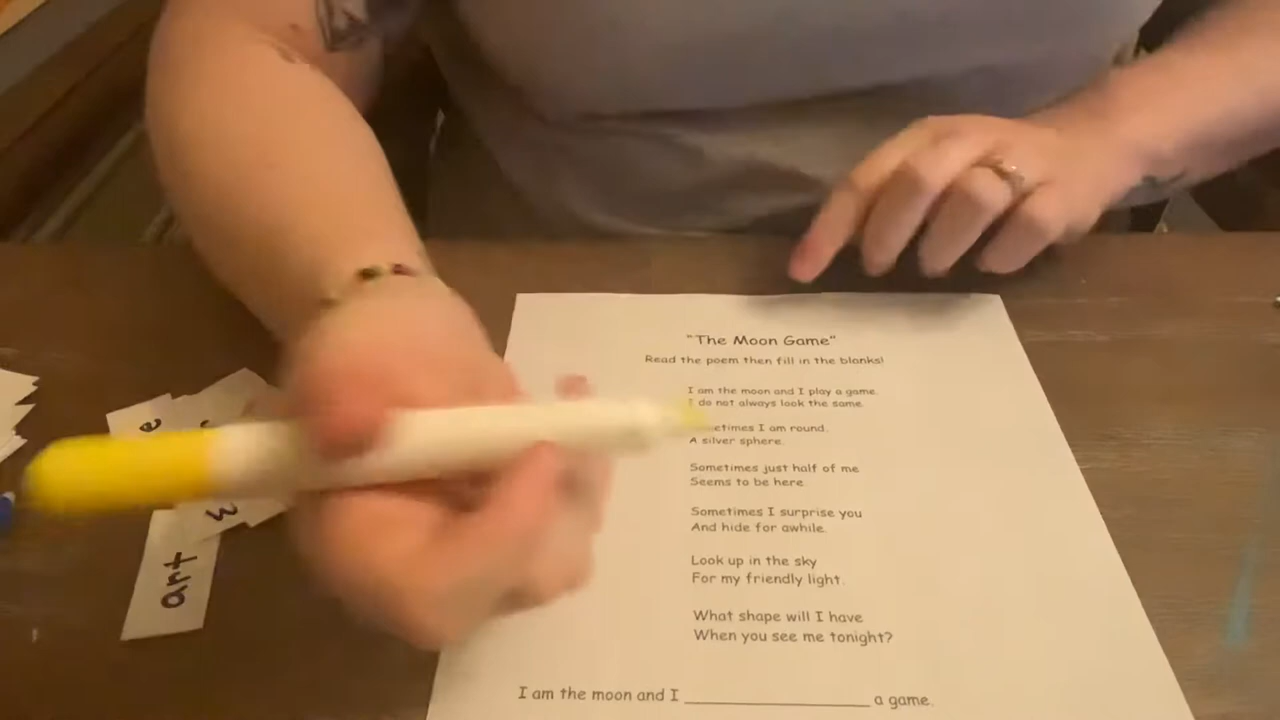 "The Moon Game"
Read the poem then fill in the blanks!
I am the moon and I play a game.
I do not always look the same.
I am round.
A silver sphere.
Sometimes just half of me
Seems to be here
Sometimes I surprise you
And hide for awhile.
Look up in the sky
For my friendly light.
What shape will I have
When you see me tonight?
I am the moon and I ____________________ a game.
e
w
art